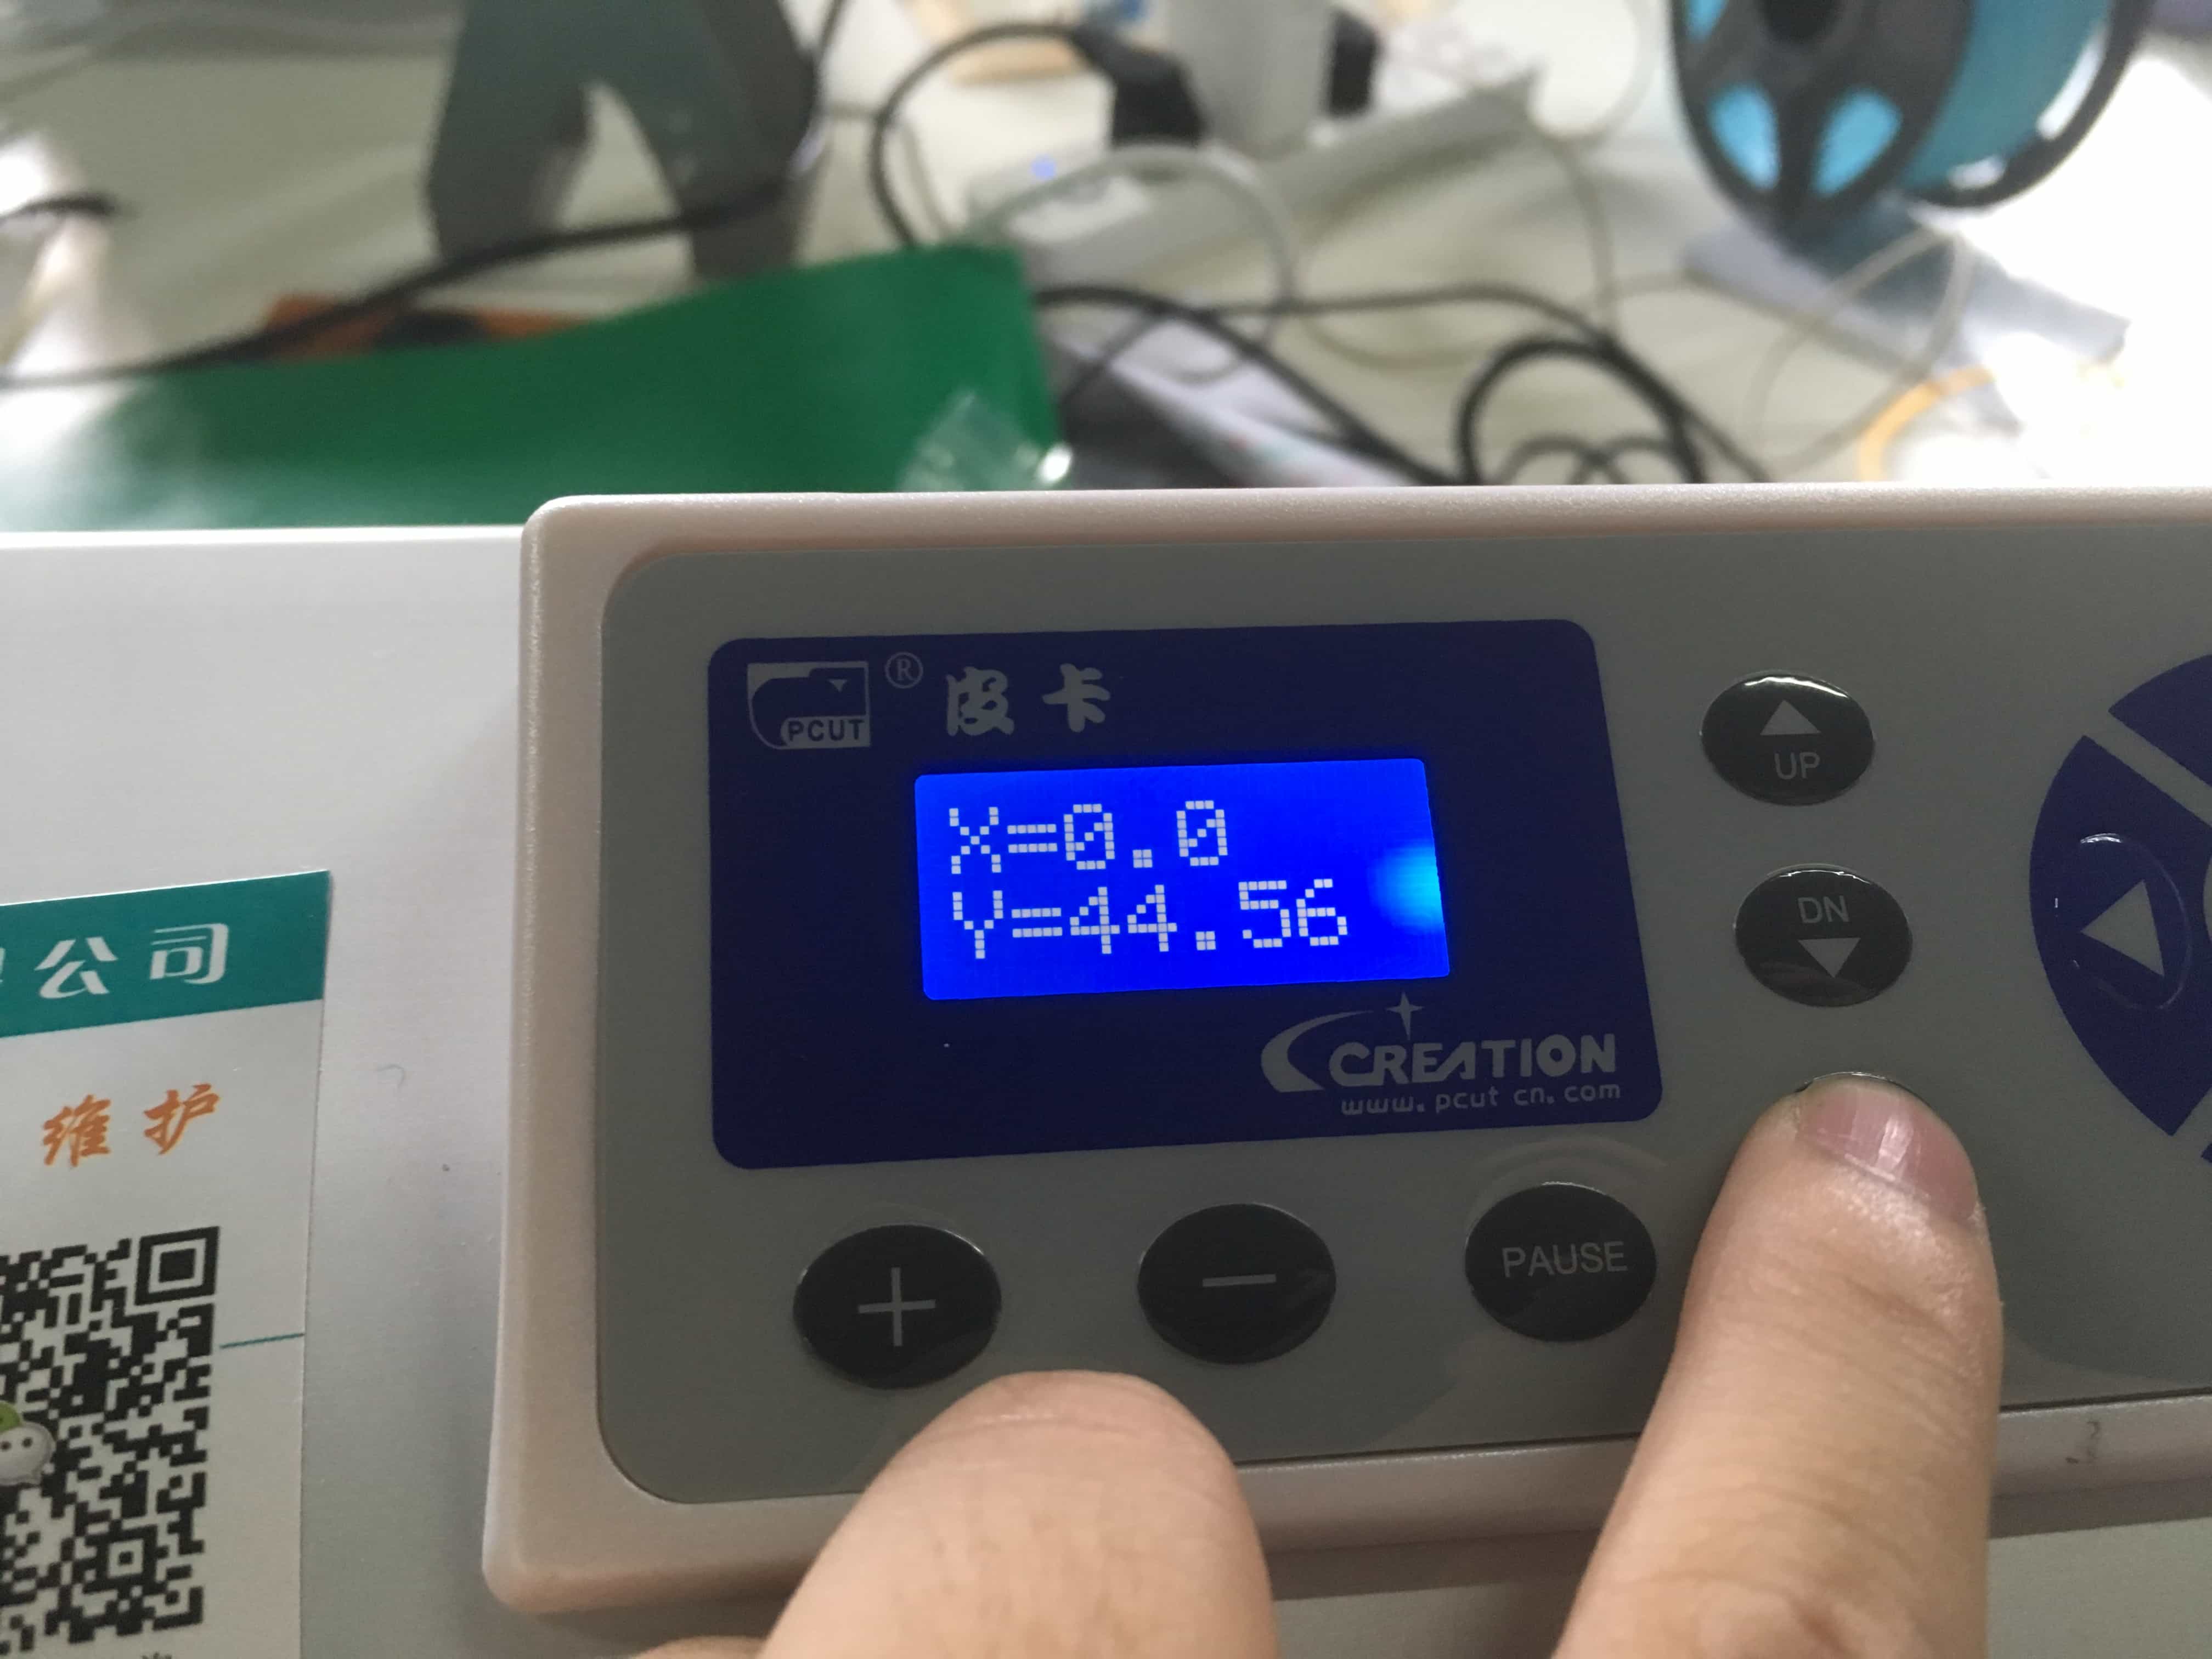 PCUT
® 皮卡
X=0.0
Y=44.56
CREATION
www.pcut cn.com
UP
DN
PAUSE
+
−
公司
维护